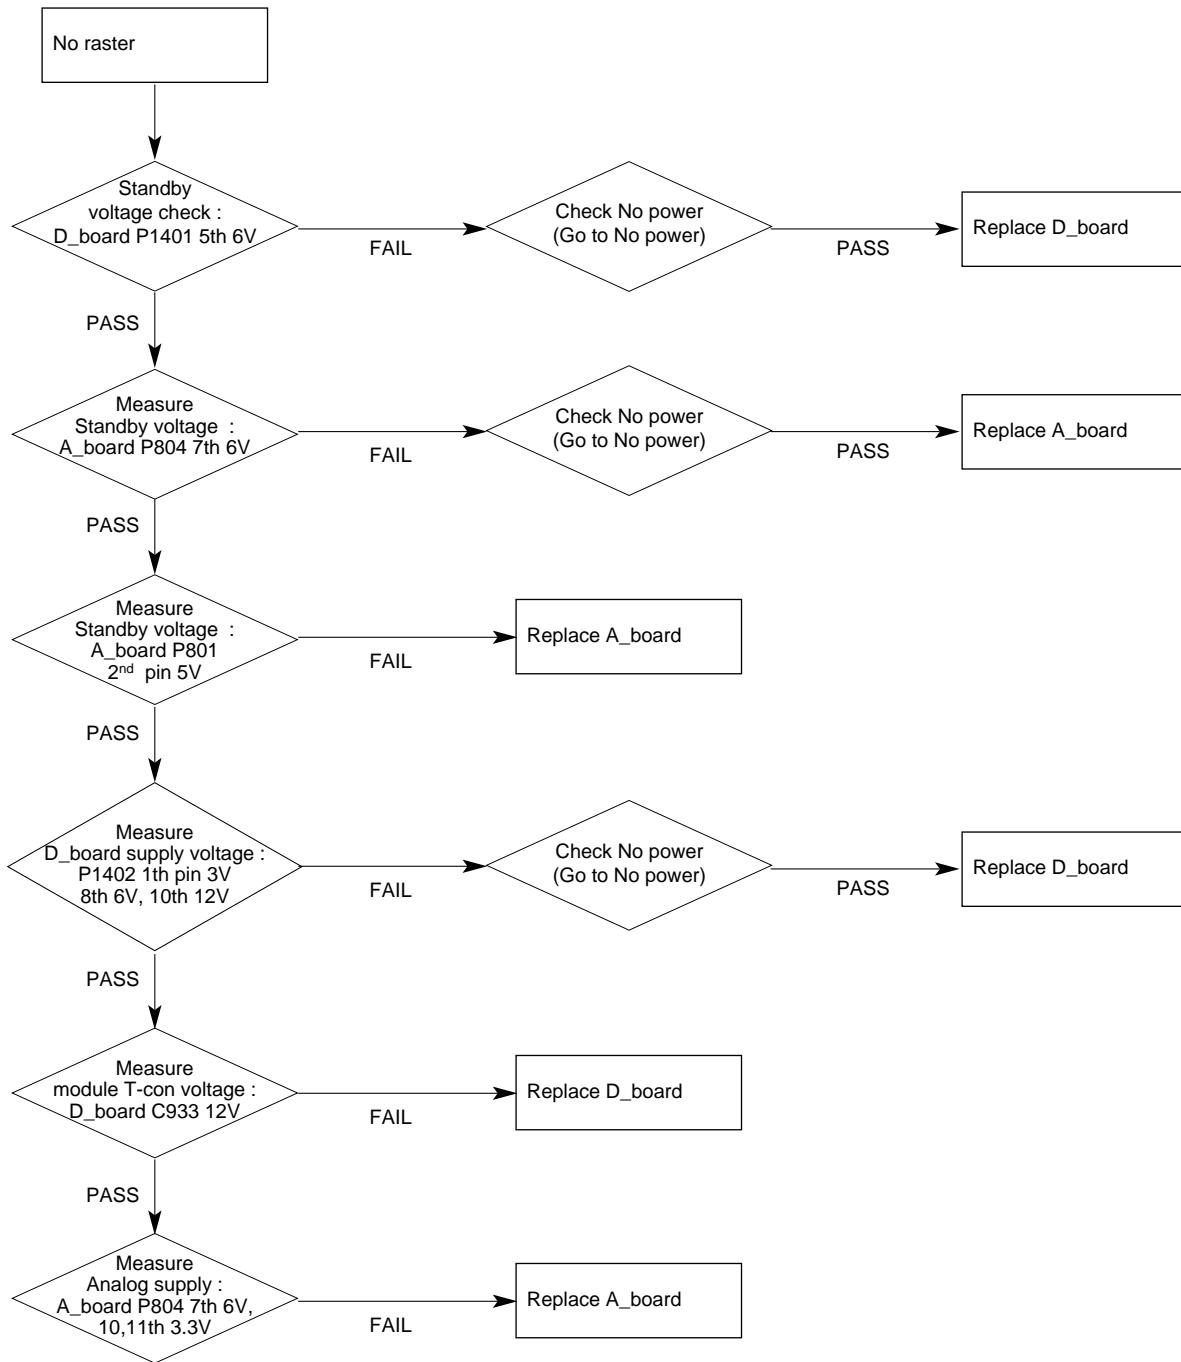 No raster
Standby
voltage check :
D_board P1401 5th 6V
FAIL
Check No power
(Go to No power)
PASS
Replace D_board
PASS
Measure
Standby voltage :
A_board P804 7th 6V
FAIL
Check No power
(Go to No power)
PASS
Replace A_board
PASS
Measure
Standby voltage :
A_board P801
2nd pin 5V
FAIL
Replace A_board
PASS
Measure
D_board supply voltage :
P1402 1th pin 3V
8th 6V, 10th 12V
FAIL
Check No power
(Go to No power)
PASS
Replace D_board
PASS
Measure
module T-con voltage :
D_board C933 12V
FAIL
Replace D_board
PASS
Measure
Analog supply :
A_board P804 7th 6V,
10,11th 3.3V
FAIL
Replace A_board